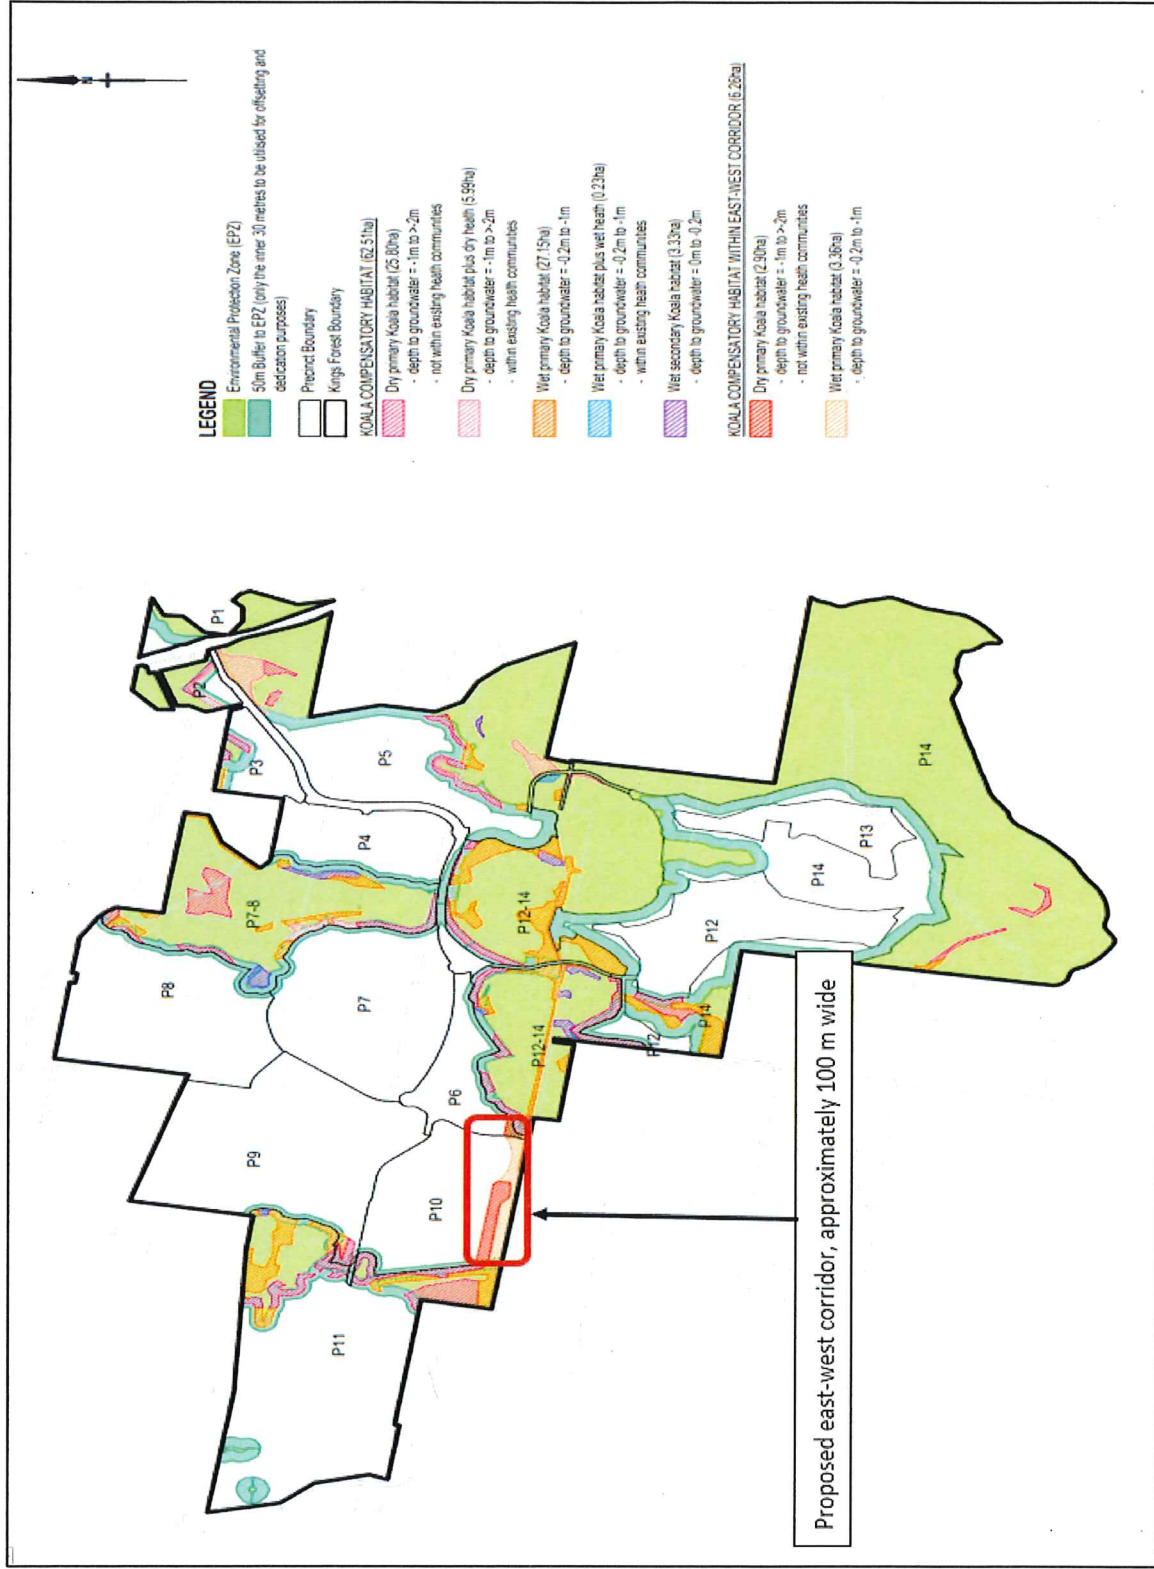 N
LEGEND
Environmental Protection Zone (EPZ)
50m Buffer to EPZ (only the inner 30 metres to be utilised for offsetting and
dedication purposes)
Precinct Boundary
Kings Forest Boundary
KOALA COMPENSATORY HABITAT (62.51ha)
Dry primary Koala habitat (25.80ha)
- depth to groundwater = -1m to >-2m
- not within existing heath communities
Dry primary Koala habitat plus dry heath (5.99ha)
- depth to groundwater = -1m to >-2m
- within existing heath communities
Wet primary Koala habitat (27.15ha)
- depth to groundwater = -0.2m to -1m
Wet primary Koala habitat plus wet heath (0.23ha)
- depth to groundwater = -0.2m to -1m
- within existing heath communities
Wet secondary Koala habitat (3.33ha)
- depth to groundwater = 0m to -0.2m
KOALA COMPENSATORY HABITAT WITHIN EAST-WEST CORRIDOR (6.26ha)
Dry primary Koala habitat (2.90ha)
- depth to groundwater = -1m to >-2m
- not within existing heath communities
Wet primary Koala habitat (3.36ha)
- depth to groundwater = -0.2m to -1m
P1
P2
P3
P4
P5
P7-8
P8
P7
P6
P9
P10
P11
P12-14
P12-14
P12
P14
P12
P14
P13
P14
Proposed east-west corridor, approximately 100 m wide